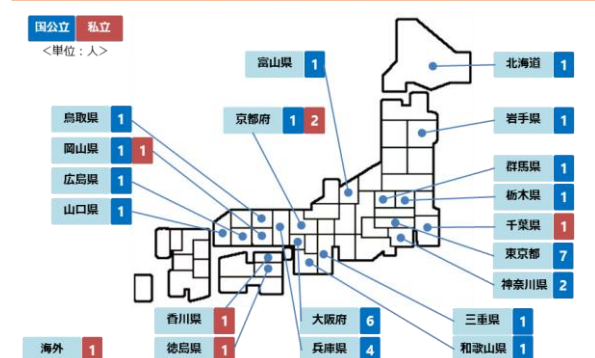 国公立 私立
<単位：人>
富山県 1
北海道 1
鳥取県 1
京都府 1 2
岩手県 1
岡山県 1 1
群馬県 1
広島県 1
栃木県 1
山口県 1
千葉県 1
東京都 7
神奈川県 2
香川県 1
大阪府 6
三重県 1
海外 1
徳島県 1
兵庫県 4
和歌山県 1